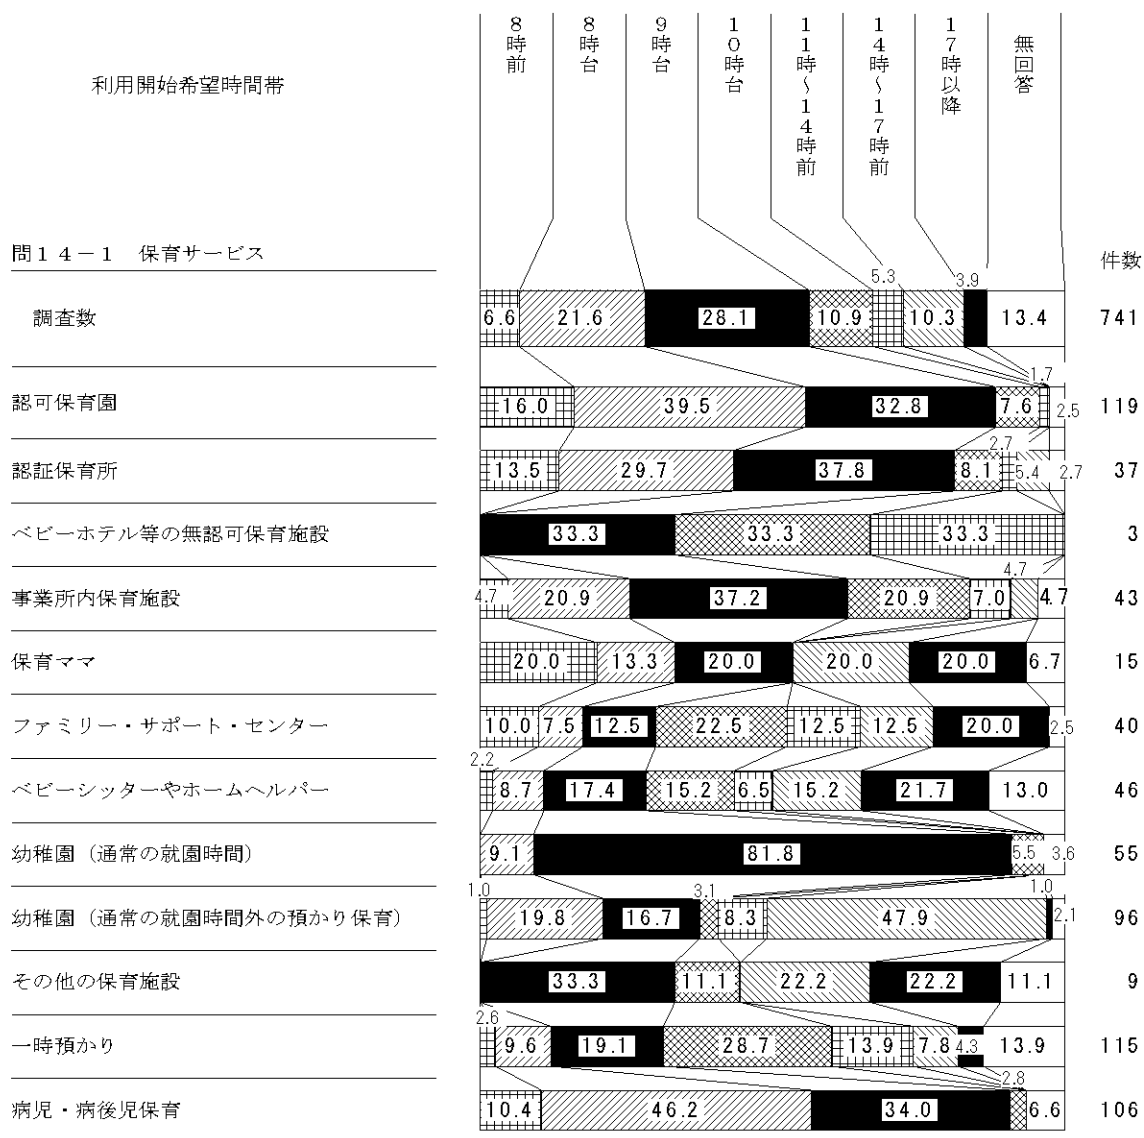 8時前
8時台
9時台
10時台
11時〜14時前
14時〜17時前
17時以降
無回答
利用開始希望時間帯
問14－1　保育サービス
件数
5.3 3.9
調査数 6.6 21.6 28.1 10.9 10.3 13.4 741
1.7
認可保育園 16.0 39.5 32.8 7.6 2.5 119
2.7
認証保育所 13.5 29.7 37.8 8.1 5.4 2.7 37
ベビーホテル等の無認可保育施設 33.3 33.3 33.3 3
4.7
事業所内保育施設 4.7 20.9 37.2 20.9 7.0 4.7 43
保育ママ 20.0 13.3 20.0 20.0 20.0 6.7 15
ファミリー・サポート・センター 10.0 7.5 12.5 22.5 12.5 12.5 20.0 2.5 40
2.2
ベビーシッターやホームヘルパー 8.7 17.4 15.2 6.5 15.2 21.7 13.0 46
幼稚園（通常の就園時間） 9.1 81.8 5.5 3.6 55
1.0 3.1 1.0
幼稚園（通常の就園時間外の預かり保育） 19.8 16.7 8.3 47.9 2.1 96
その他の保育施設 33.3 11.1 22.2 22.2 11.1 9
2.6
一時預かり 9.6 19.1 28.7 13.9 7.8 4.3 13.9 115
2.8
病児・病後児保育 10.4 46.2 34.0 6.6 106